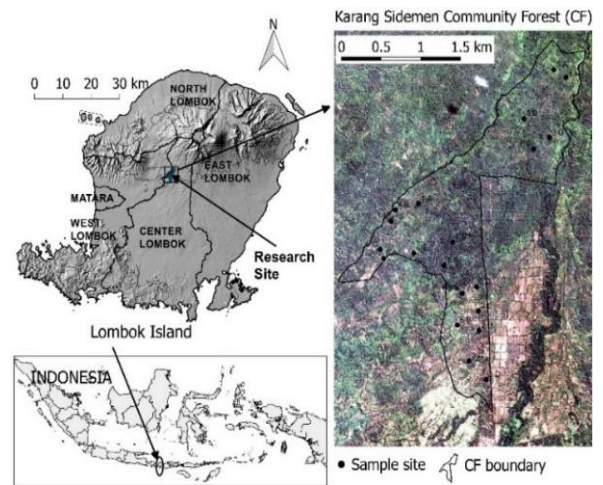 Karang Sidemen Community Forest (CF)
0 0.5 1 1.5 km
N
0 20 30 km
NORTH
LOMBOK
EAST
LOMBOK
MATARA
WEST
LOMBOK
CENTER
LOMBOK
Research
Site
Lombok Island
INDONESIA
Sample site
CF boundary